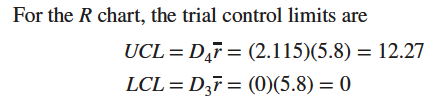 For the R chart, the trial control limits are
UCL = D₄r̄ = (2.115)(5.8) = 12.27
LCL = D₃r̄ = (0)(5.8) = 0